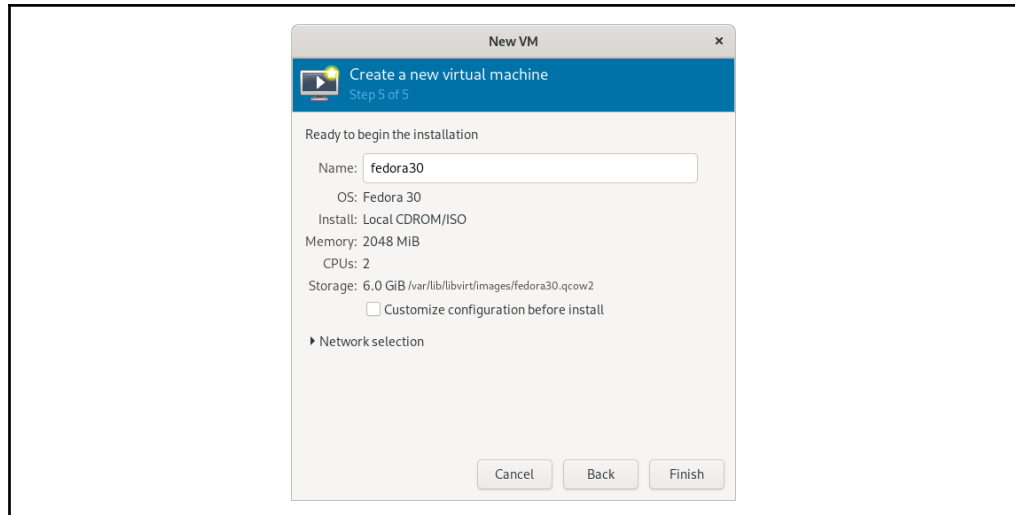 New VM
Create a new virtual machine
Step 5 of 5
Ready to begin the installation
Name: fedora30
OS: Fedora 30
Install: Local CDROM/ISO
Memory: 2048 MiB
CPUs: 2
Storage: 6.0 GiB /var/lib/libvirt/images/fedora30.qcow2
Customize configuration before install
Network selection
Cancel Back Finish